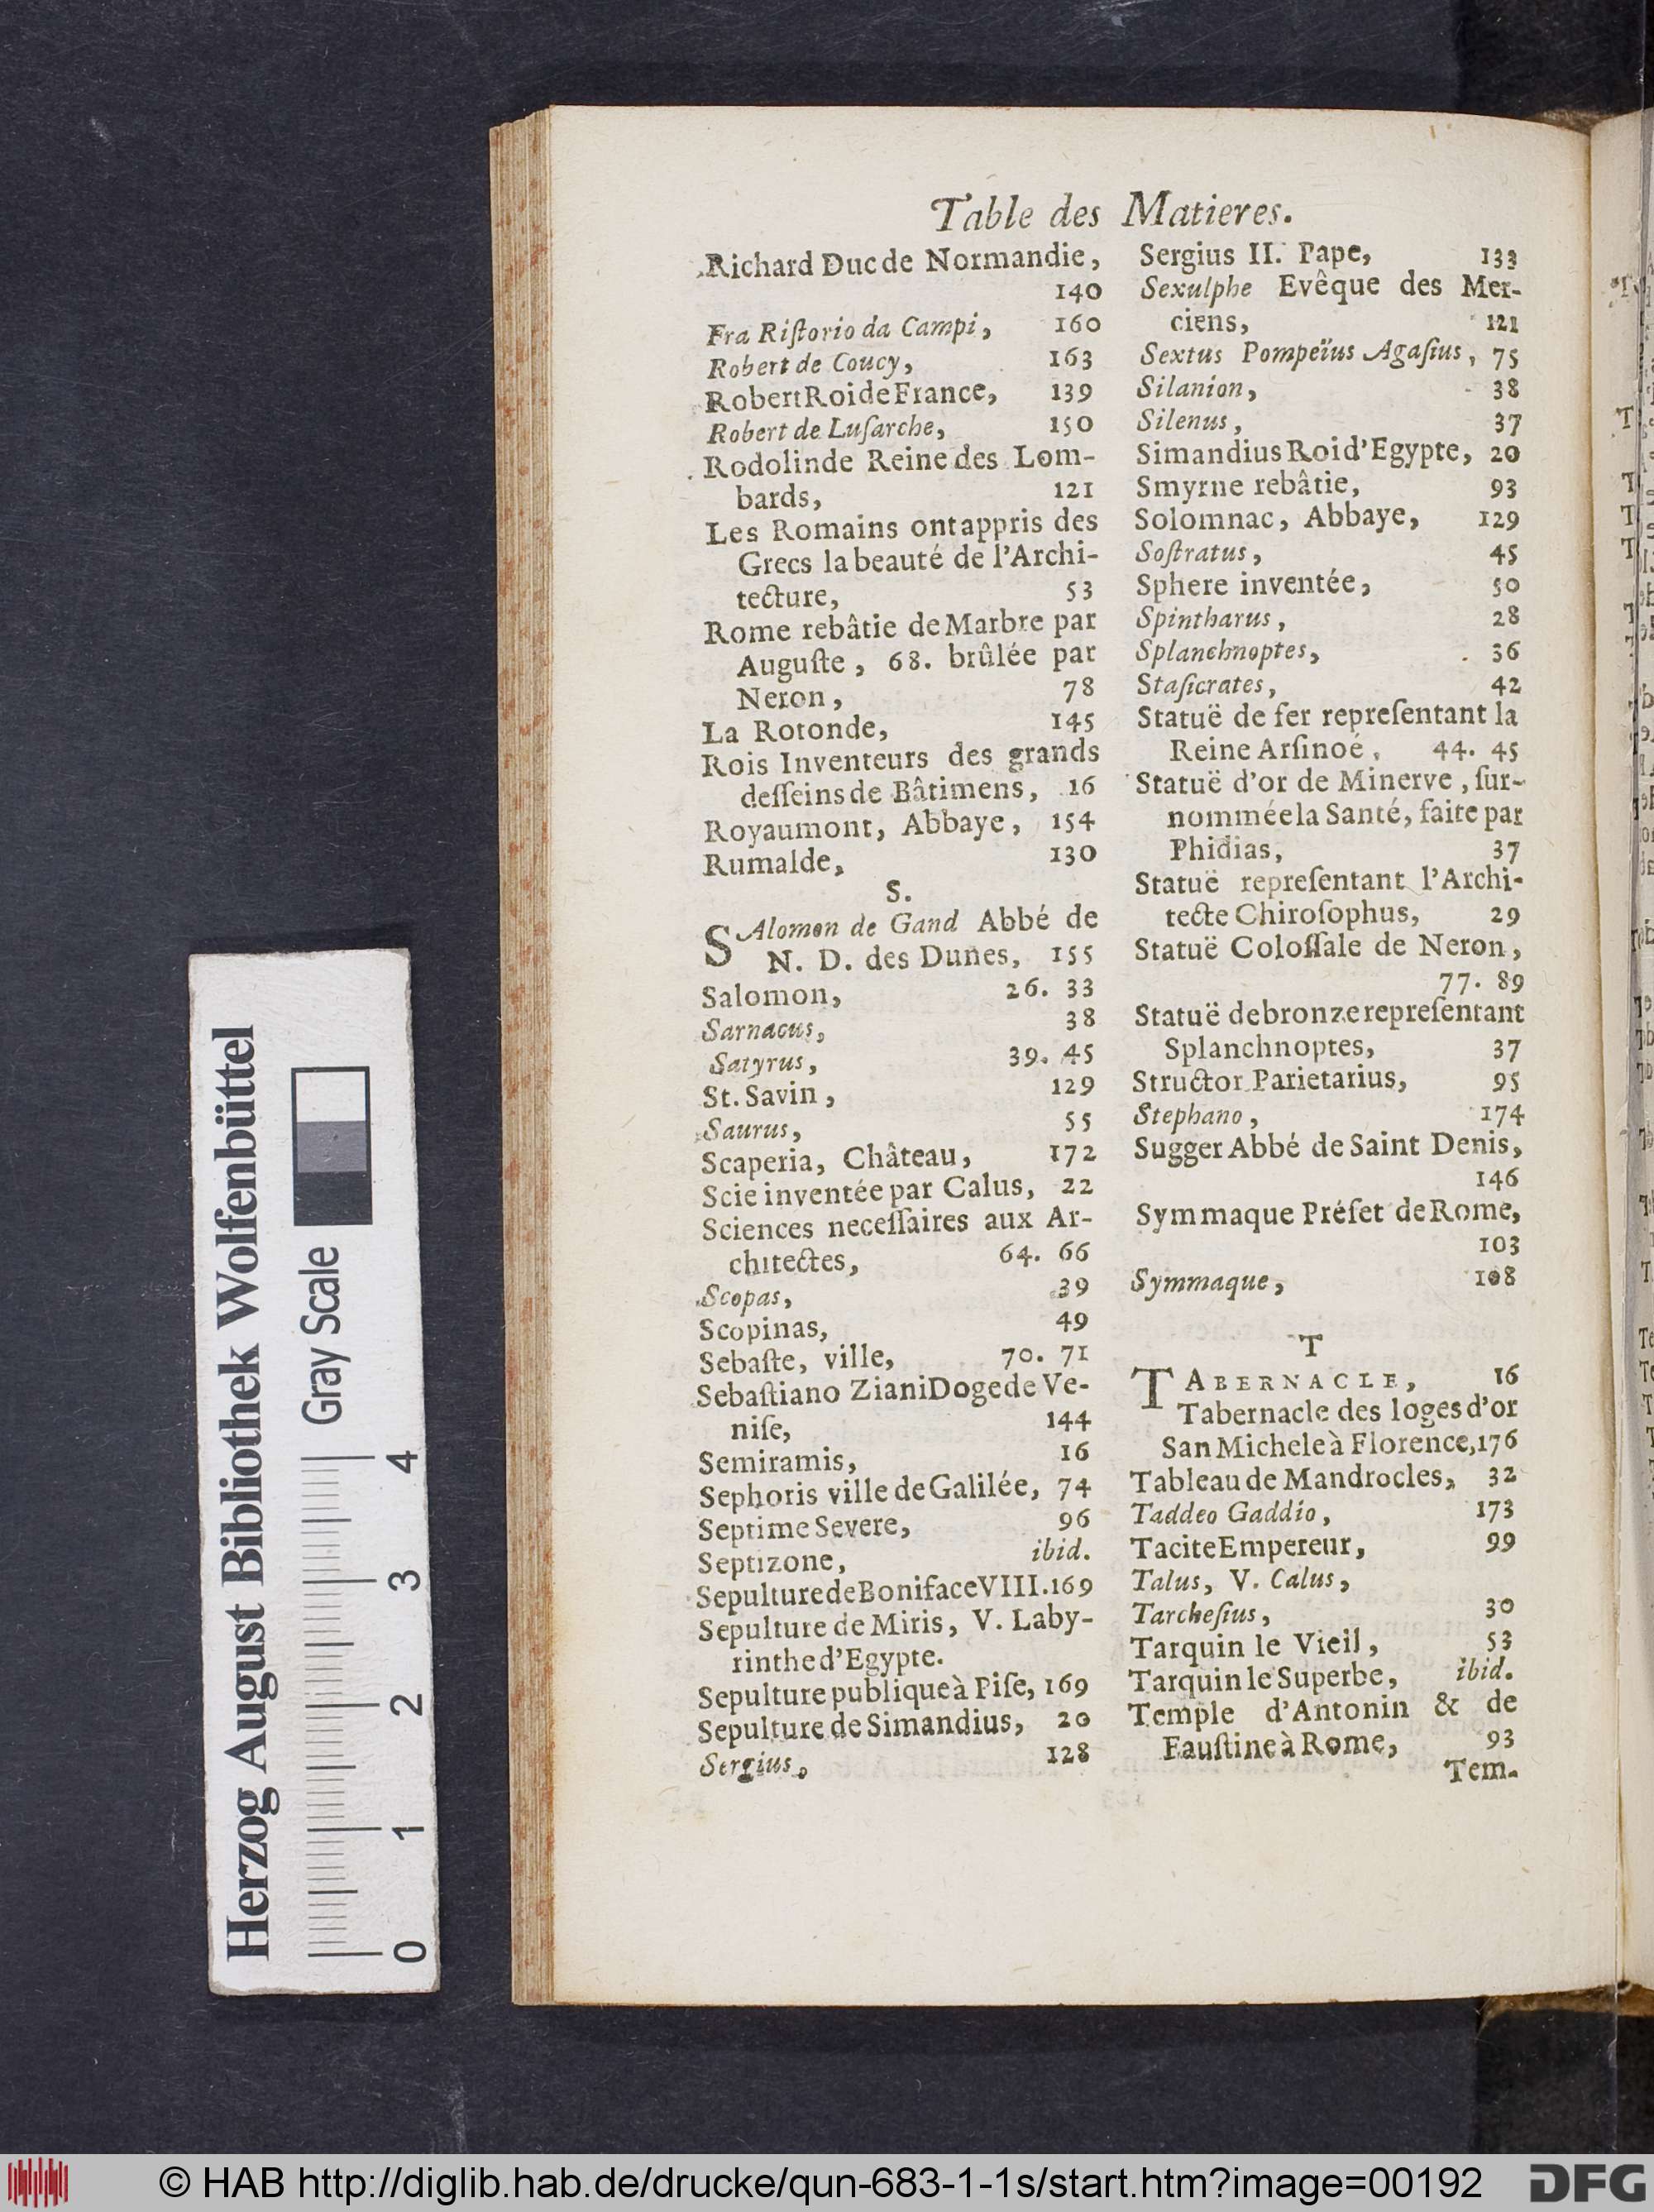 Table des Matieres.
Richard Duc de Normandie,
140
Fra Riſtorio da Campi, 160
Robert de Coucy, 163
Robert Roi de France, 139
Robert de Luſarche, 150
Rodolinde Reine des Lom-
bards, 121
Les Romains ont appris des
Grecs la beauté de l'Archi-
tecture, 53
Rome rebâtie de Marbre par
Auguſte, 68. brûlée par
Neron, 78
La Rotonde, 145
Rois Inventeurs des grands
deſſeins de Bâtimens, 16
Royaumont, Abbaye, 154
Rumalde, 130
S.
SAlomon de Gand Abbé de
N. D. des Dunes, 155
Salomon, 26. 33
Sarnacus, 38
Satyrus, 39. 45
St. Savin, 129
Saurus, 55
Scaperia, Château, 172
Scie inventée par Calus, 22
Sciences neceſſaires aux Ar-
chitectes, 64. 66
Scopas, 39
Scopinas, 49
Sebaſte, ville, 70. 71
Sebaſtiano Ziani Doge de Ve-
niſe, 144
Semiramis, 16
Sephoris ville de Galilée, 74
Septime Severe, 96
Septizone, ibid.
Sepulture de Boniface VIII. 169
Sepulture de Miris, V. Laby-
rinthe d'Egypte.
Sepulture publique à Piſe, 169
Sepulture de Simandius, 20
Sergius, 128
Sergius II. Pape, 133
Sexulphe Evêque des Mer-
ciens, 121
Sextus Pompeïus Agaſius, 75
Silanion, 38
Silenus, 37
Simandius Roi d'Egypte, 20
Smyrne rebâtie, 93
Solomnac, Abbaye, 129
Soſtratus, 45
Sphere inventée, 50
Spintharus, 28
Splanchnoptes, 36
Staſicrates, 42
Statuë de fer repreſentant la
Reine Arſinoé, 44. 45
Statuë d'or de Minerve, ſur-
nommée la Santé, faite par
Phidias, 37
Statuë repreſentant l'Archi-
tecte Chiroſophus, 29
Statuë Coloſſale de Neron,
77. 89
Statuë de bronze repreſentant
Splanchnoptes, 37
Structor Parietarius, 95
Stephano, 174
Sugger Abbé de Saint Denis,
146
Symmaque Préfet de Rome,
103
Symmaque, 108
T
TABERNACLE, 16
Tabernacle des loges d'or
San Michele à Florence, 176
Tableau de Mandrocles, 32
Taddeo Gaddio, 173
Tacite Empereur, 99
Talus, V. Calus,
Tarcheſius, 30
Tarquin le Vieil, 53
Tarquin le Superbe, ibid.
Temple d'Antonin & de
Fauſtine à Rome, 93
Tem-
Herzog August Bibliothek Wolfenbüttel
Gray Scale
0 1 2 3 4
© HAB http://diglib.hab.de/drucke/qun-683-1-1s/start.htm?image=00192
DFG